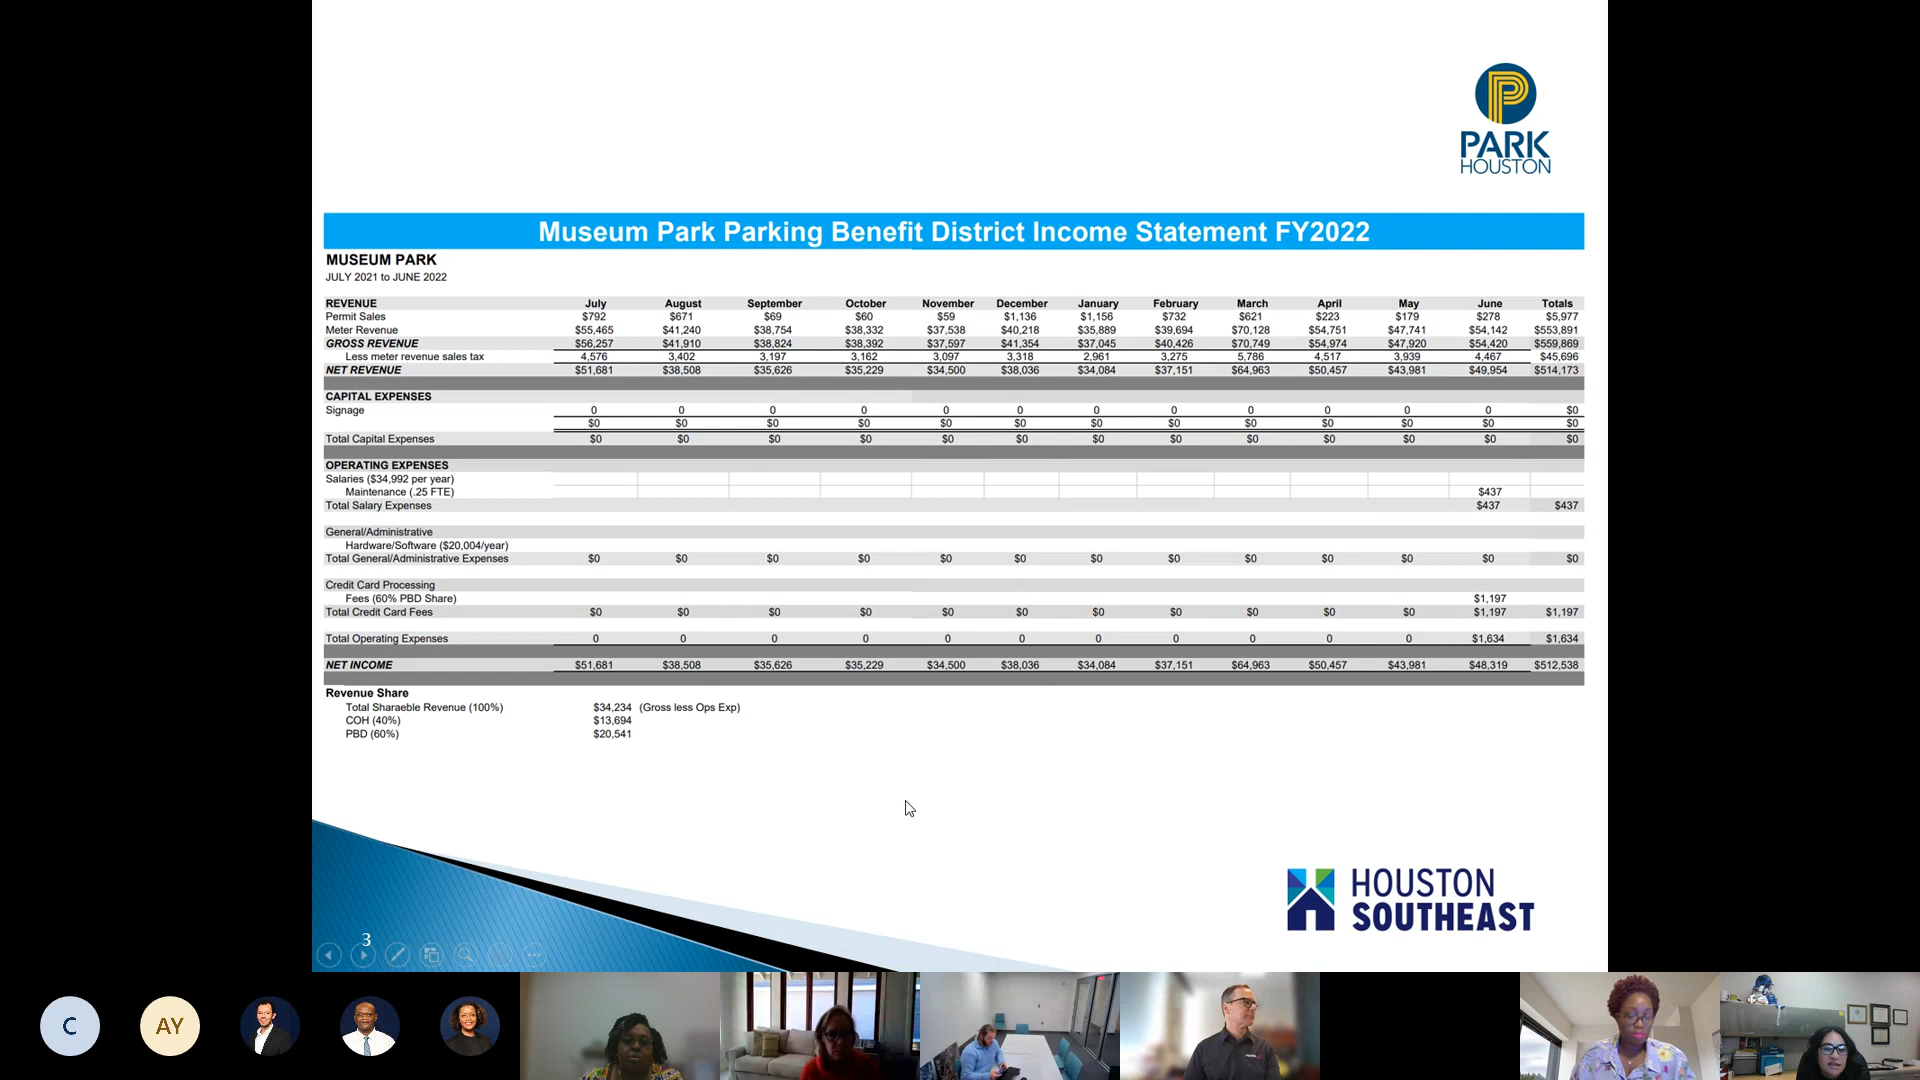 PARK
HOUSTON
Museum Park Parking Benefit District Income Statement FY2022
MUSEUM PARK
JULY 2021 to JUNE 2022
REVENUE July August September October November December January February March April May June Totals
Permit Sales $792 $671 $69 $60 $59 $1,136 $1,156 $732 $621 $223 $179 $278 $5,977
Meter Revenue $55,465 $41,240 $38,754 $38,332 $37,538 $40,218 $35,889 $39,694 $70,128 $54,751 $47,741 $54,142 $553,891
GROSS REVENUE $56,257 $41,910 $38,824 $38,392 $37,597 $41,354 $37,045 $40,426 $70,749 $54,974 $47,920 $54,420 $559,869
Less meter revenue sales tax 4,576 3,402 3,197 3,162 3,097 3,318 2,961 3,275 5,786 4,517 3,939 4,467 $45,696
NET REVENUE $51,681 $38,508 $35,626 $35,229 $34,500 $38,036 $34,084 $37,151 $64,963 $50,457 $43,981 $49,954 $514,173
CAPITAL EXPENSES
Signage 0 0 0 0 0 0 0 0 0 0 0 0 $0
$0 $0 $0 $0 $0 $0 $0 $0 $0 $0 $0 $0 $0
Total Capital Expenses $0 $0 $0 $0 $0 $0 $0 $0 $0 $0 $0 $0 $0
OPERATING EXPENSES
Salaries ($34,992 per year)
Maintenance (.25 FTE) $437
Total Salary Expenses $437 $437
General/Administrative
Hardware/Software ($20,004/year)
Total General/Administrative Expenses $0 $0 $0 $0 $0 $0 $0 $0 $0 $0 $0 $0 $0
Credit Card Processing
Fees (60% PBD Share) $1,197
Total Credit Card Fees $0 $0 $0 $0 $0 $0 $0 $0 $0 $0 $0 $1,197 $1,197
Total Operating Expenses 0 0 0 0 0 0 0 0 0 0 0 $1,634 $1,634
NET INCOME $51,681 $38,508 $35,626 $35,229 $34,500 $38,036 $34,084 $37,151 $64,963 $50,457 $43,981 $48,319 $512,538
Revenue Share
Total Sharaeble Revenue (100%) $34,234 (Gross less Ops Exp)
COH (40%) $13,694
PBD (60%) $20,541
HOUSTON
SOUTHEAST
3
C
AY